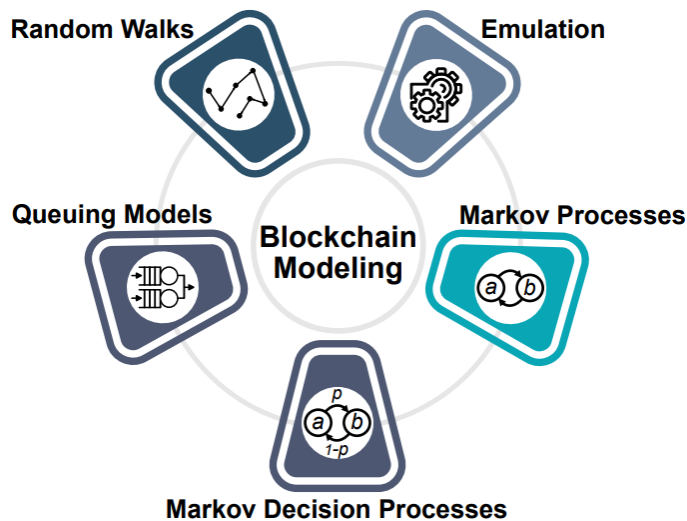 Random Walks
Emulation
Queuing Models
Markov Processes
Blockchain
Modeling
a b
p
a b
1-p
Markov Decision Processes